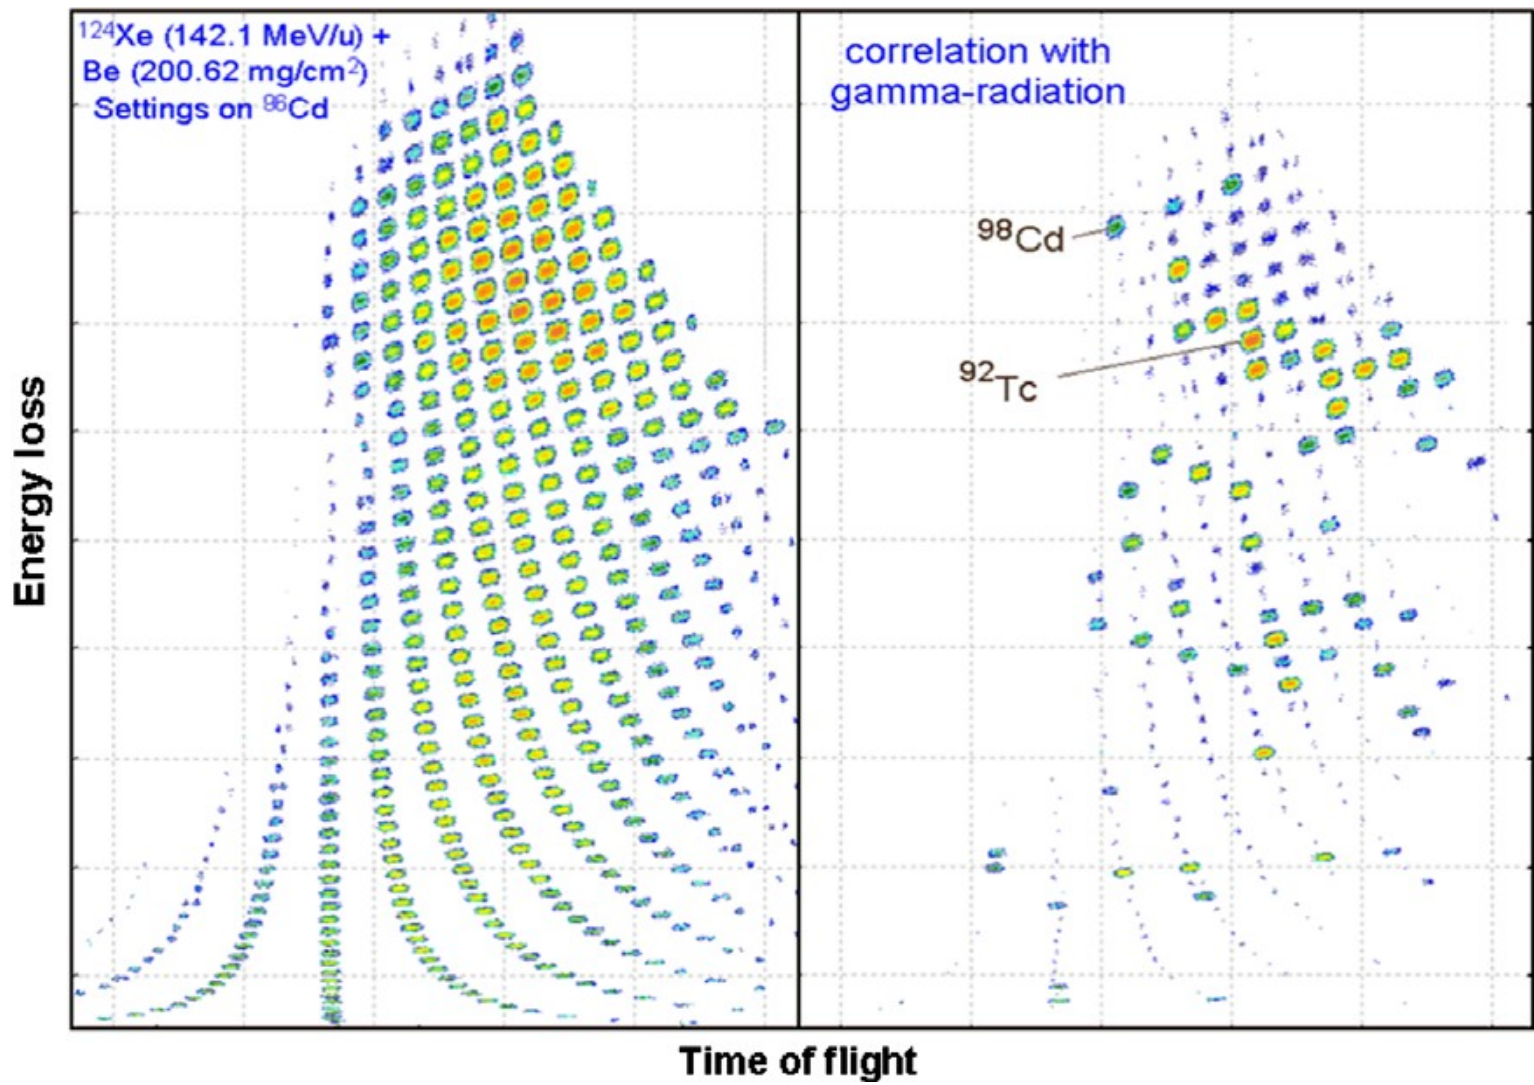 ¹²⁴Xe (142.1 MeV/u) +
Be (200.62 mg/cm²)
Settings on ⁹⁶Cd
correlation with
gamma-radiation
⁹⁸Cd
⁹²Tc
Energy loss
Time of flight